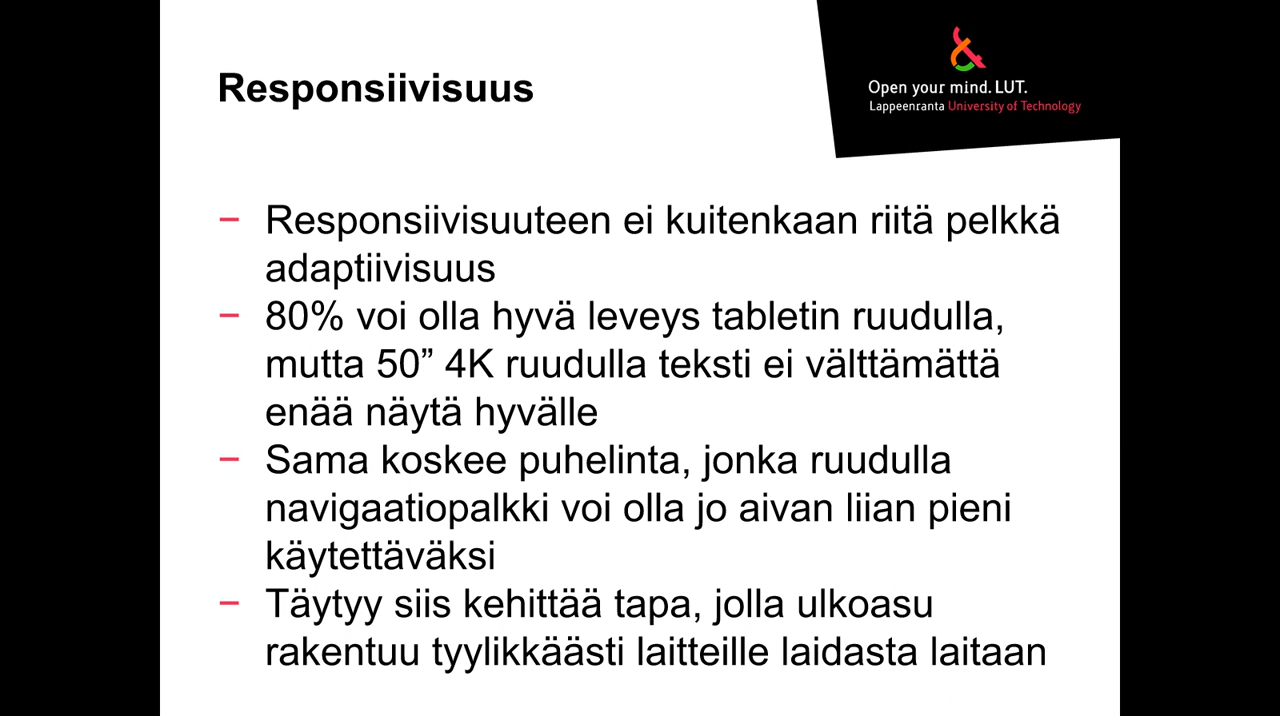 Responsiivisuus
Open your mind. LUT.
Lappeenranta University of Technology
– Responsiivisuuteen ei kuitenkaan riitä pelkkä
adaptiivisuus
– 80% voi olla hyvä leveys tabletin ruudulla,
mutta 50” 4K ruudulla teksti ei välttämättä
enää näytä hyvälle
– Sama koskee puhelinta, jonka ruudulla
navigaatiopalkki voi olla jo aivan liian pieni
käytettäväksi
– Täytyy siis kehittää tapa, jolla ulkoasu
rakentuu tyylikkäästi laitteille laidasta laitaan